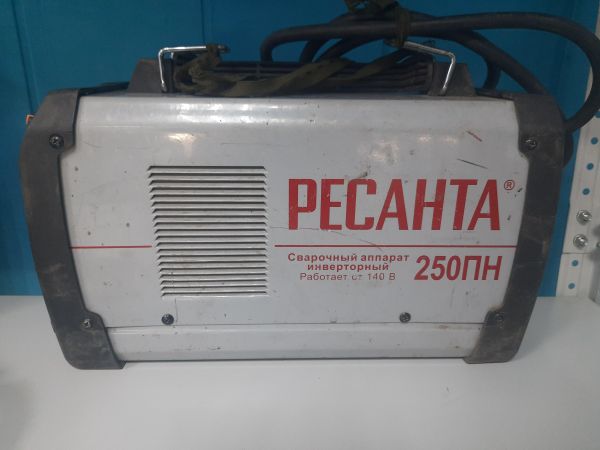 РЕСАНТА®
Сварочный аппарат
инверторный
Работает от 140 В
250ПН